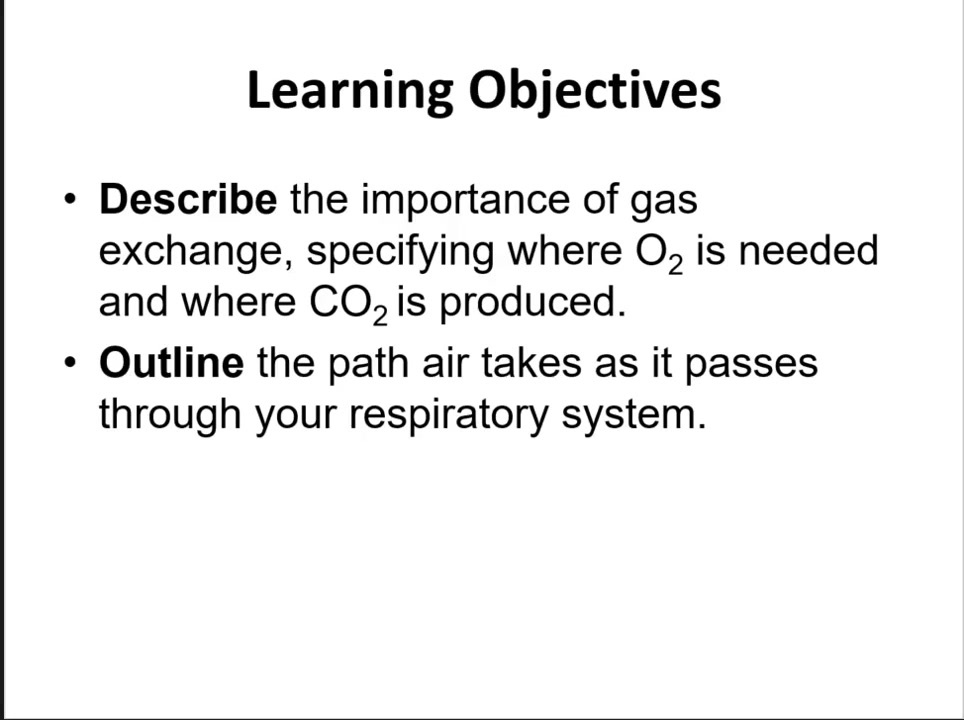 Learning Objectives
• Describe the importance of gas
exchange, specifying where O₂ is needed
and where CO₂ is produced.
• Outline the path air takes as it passes
through your respiratory system.